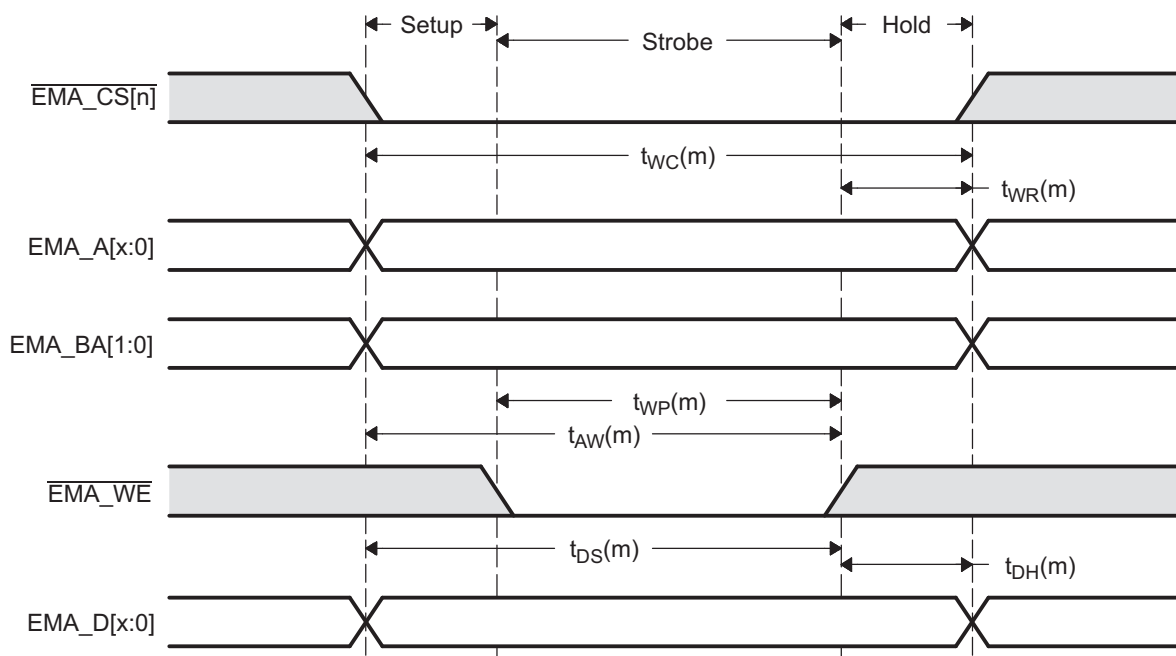 Setup
Hold
Strobe
EMA_CS[n]
tWC(m)
tWR(m)
EMA_A[x:0]
EMA_BA[1:0]
tWP(m)
tAW(m)
EMA_WE
tDS(m)
tDH(m)
EMA_D[x:0]